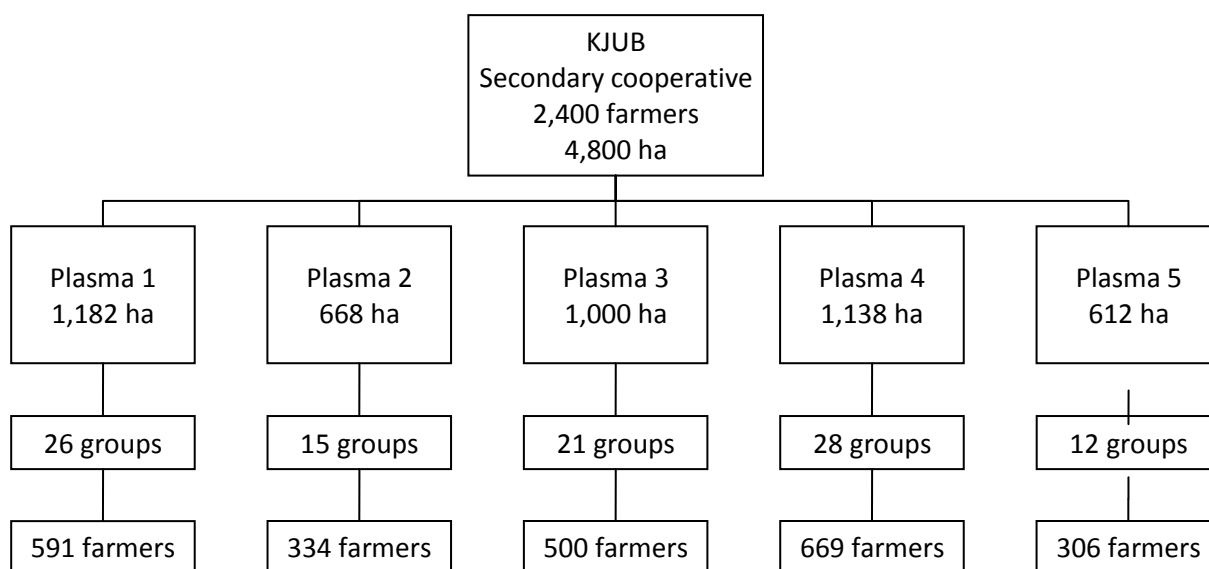 KJUB
Secondary cooperative
2,400 farmers
4,800 ha
Plasma 1
1,182 ha
Plasma 2
668 ha
Plasma 3
1,000 ha
Plasma 4
1,138 ha
Plasma 5
612 ha
26 groups
15 groups
21 groups
28 groups
12 groups
591 farmers
334 farmers
500 farmers
669 farmers
306 farmers